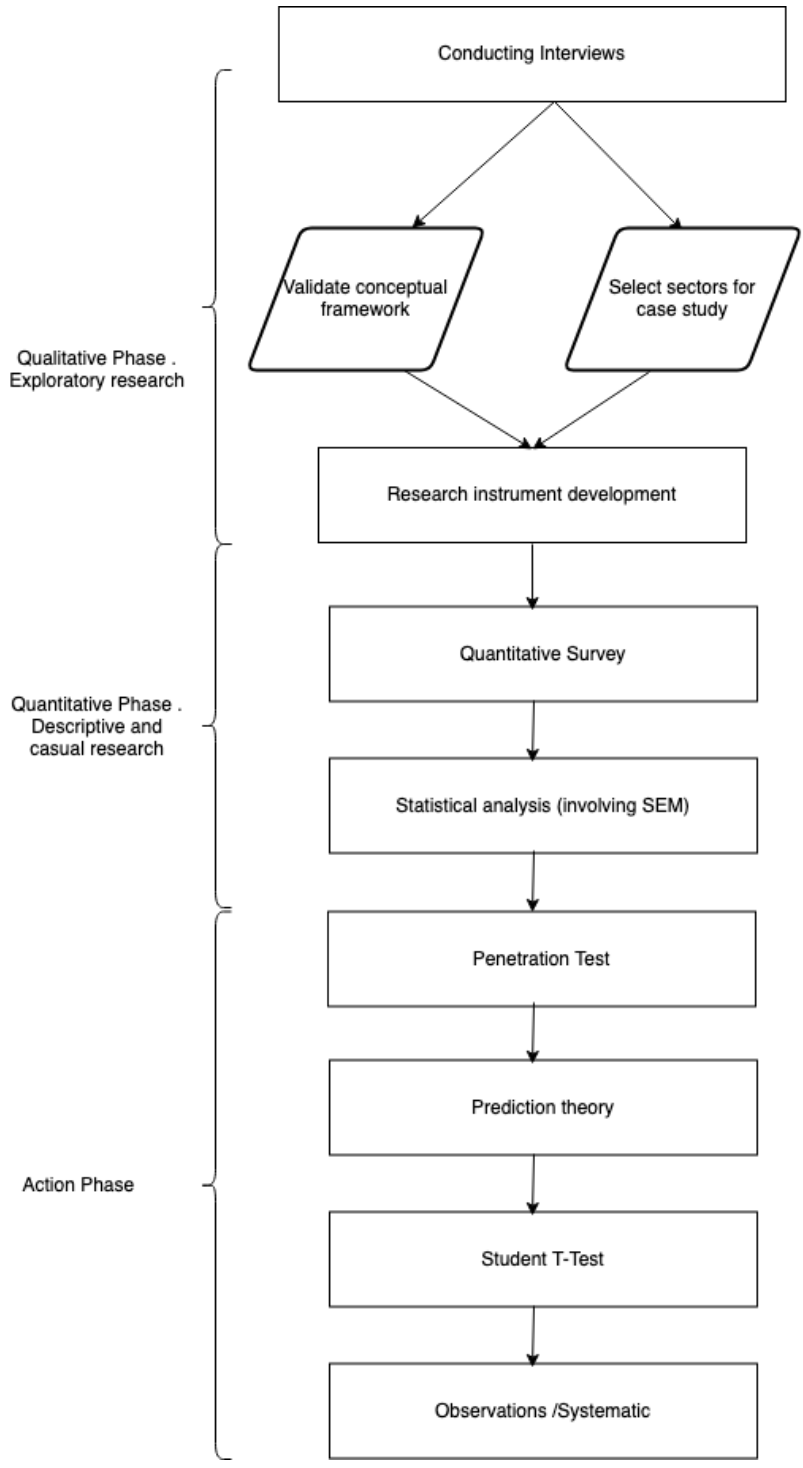 Conducting Interviews
Validate conceptual
framework
Select sectors for
case study
Qualitative Phase .
Exploratory research
Research instrument development
Quantitative Survey
Quantitative Phase .
Descriptive and
casual research
Statistical analysis (involving SEM)
Penetration Test
Prediction theory
Action Phase
Student T-Test
Observations /Systematic